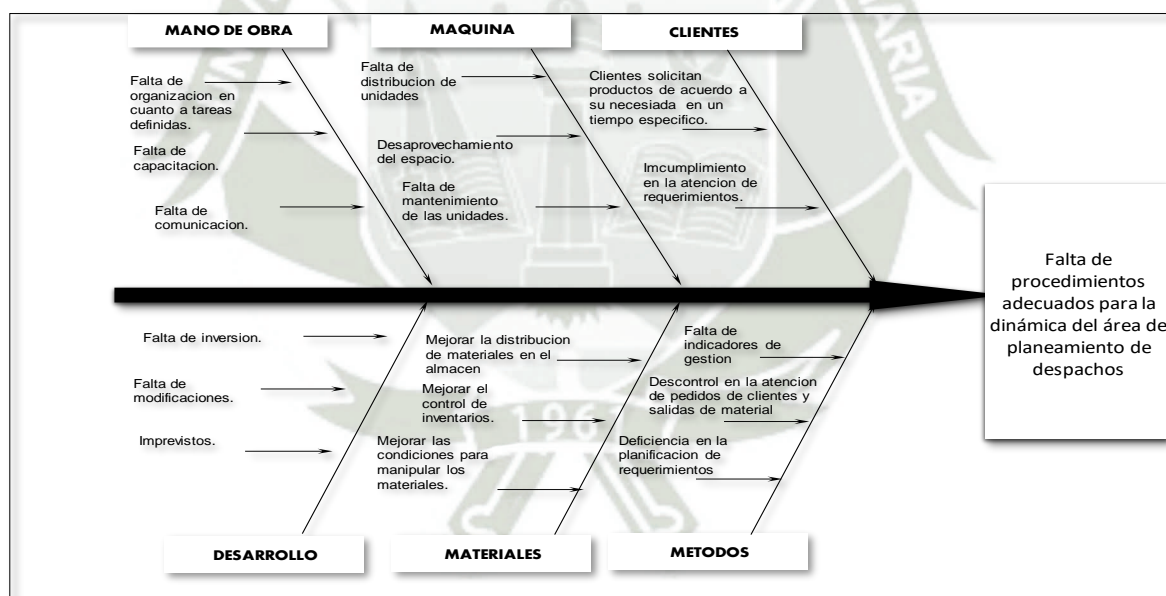 MANO DE OBRA
Falta de
organizacion en
cuanto a tareas
definidas.
Falta de
capacitacion.
Falta de
comunicacion.
MAQUINA
Falta de
distribucion de
unidades
Desaprovechamiento
del espacio.
Falta de
mantenimiento
de las unidades.
CLIENTES
Clientes solicitan
productos de acuerdo a
su necesiada en un
tiempo especifico.
Imcumplimiento
en la atencion de
requerimientos.
Falta de
procedimientos
adecuados para la
dinámica del área de
planeamiento de
despachos
Falta de inversion.
Falta de
modificaciones.
Imprevistos.
DESARROLLO
Mejorar la distribucion
de materiales en el
almacen
Mejorar el
control de
inventarios.
Mejorar las
condiciones para
manipular los
materiales.
MATERIALES
Falta de
indicadores de
gestion
Descontrol en la atencion
de pedidos de clientes y
salidas de material
Deficiencia en la
planificacion de
requerimientos
METODOS